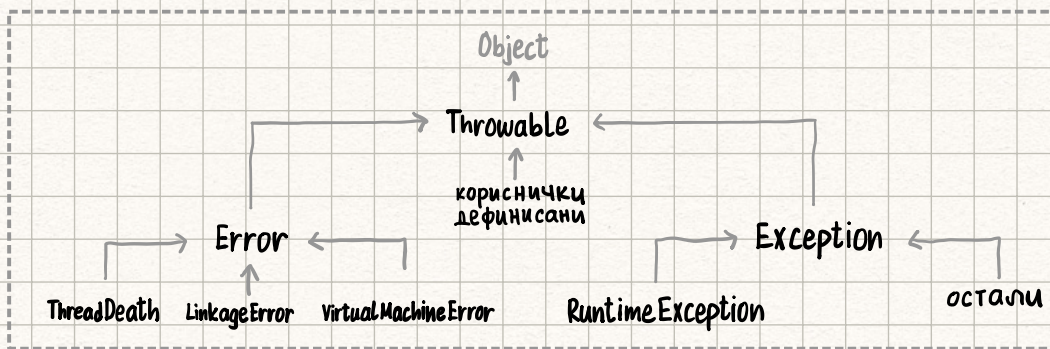 Object
Throwable
кориснички
дефинисани
Error
Exception
ThreadDeath
LinkageError
VirtualMachineError
RuntimeException
остали